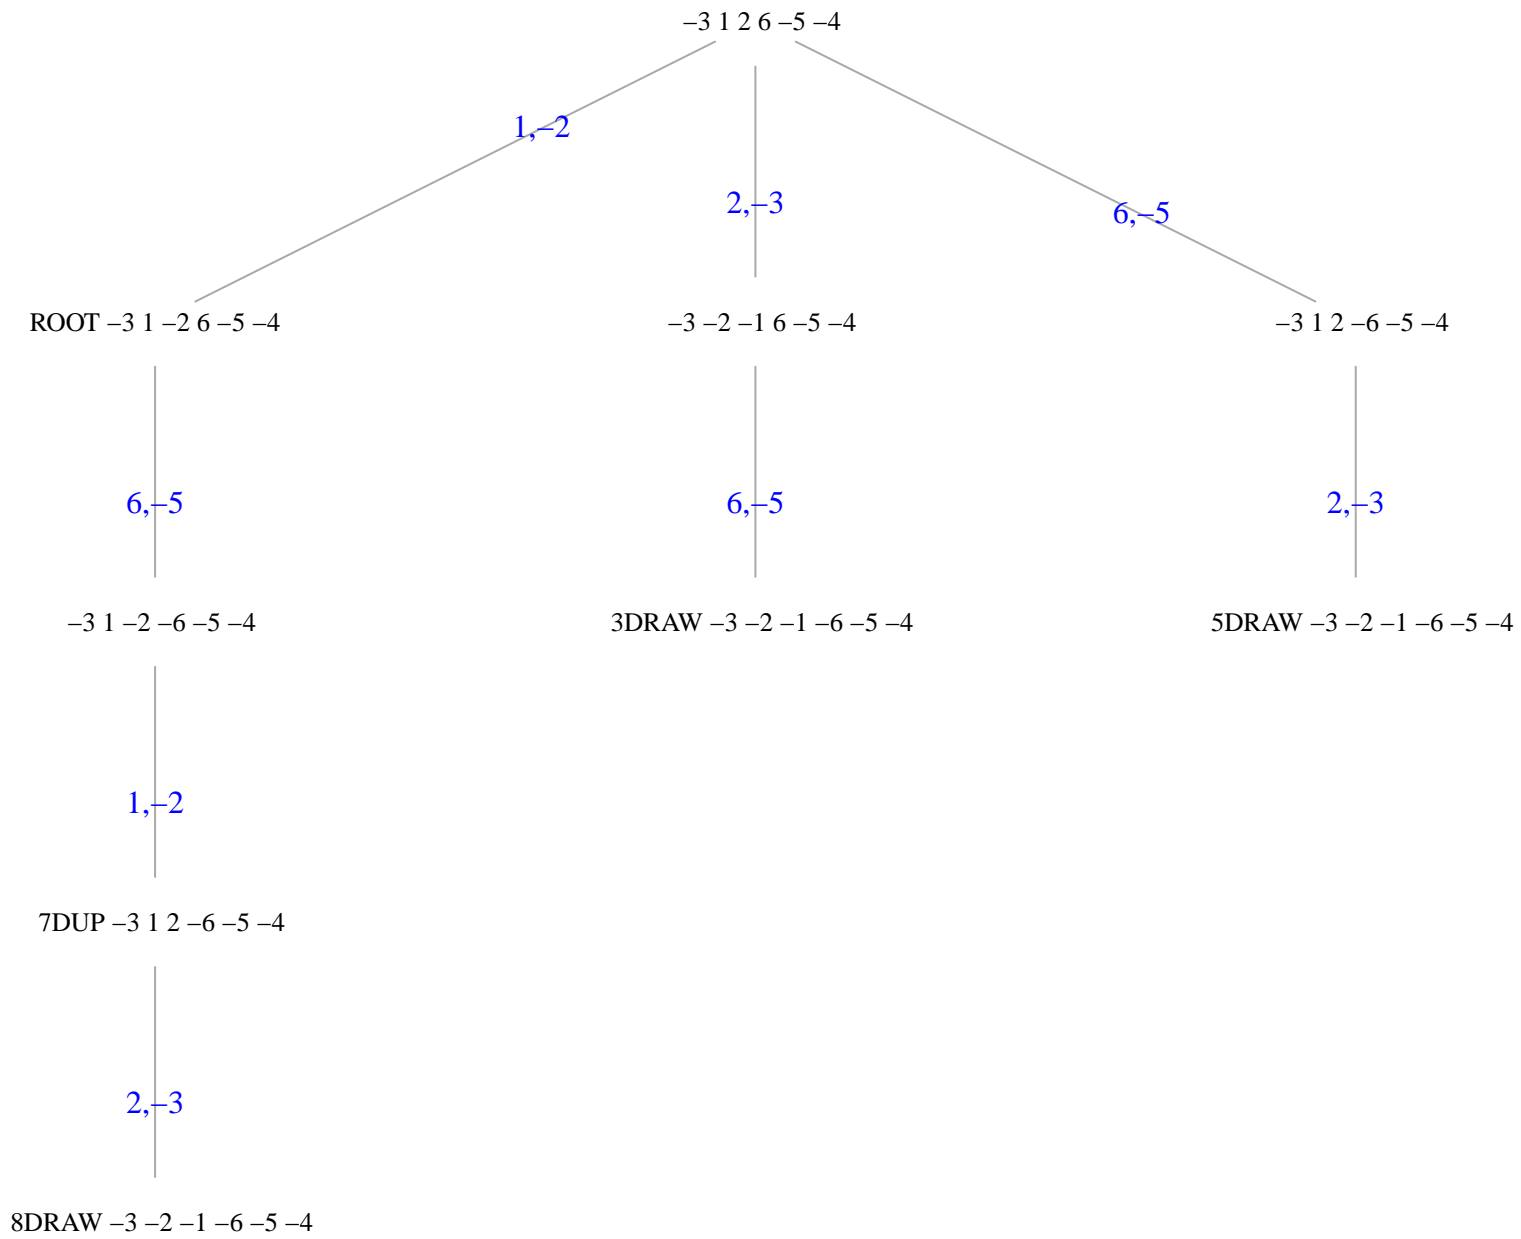 –3 1 2 6 –5 –4
1,–2
2,–3
6,–5
ROOT –3 1 –2 6 –5 –4
–3 –2 –1 6 –5 –4
–3 1 2 –6 –5 –4
6,–5
6,–5
2,–3
–3 1 –2 –6 –5 –4
3DRAW –3 –2 –1 –6 –5 –4
5DRAW –3 –2 –1 –6 –5 –4
1,–2
7DUP –3 1 2 –6 –5 –4
2,–3
8DRAW –3 –2 –1 –6 –5 –4